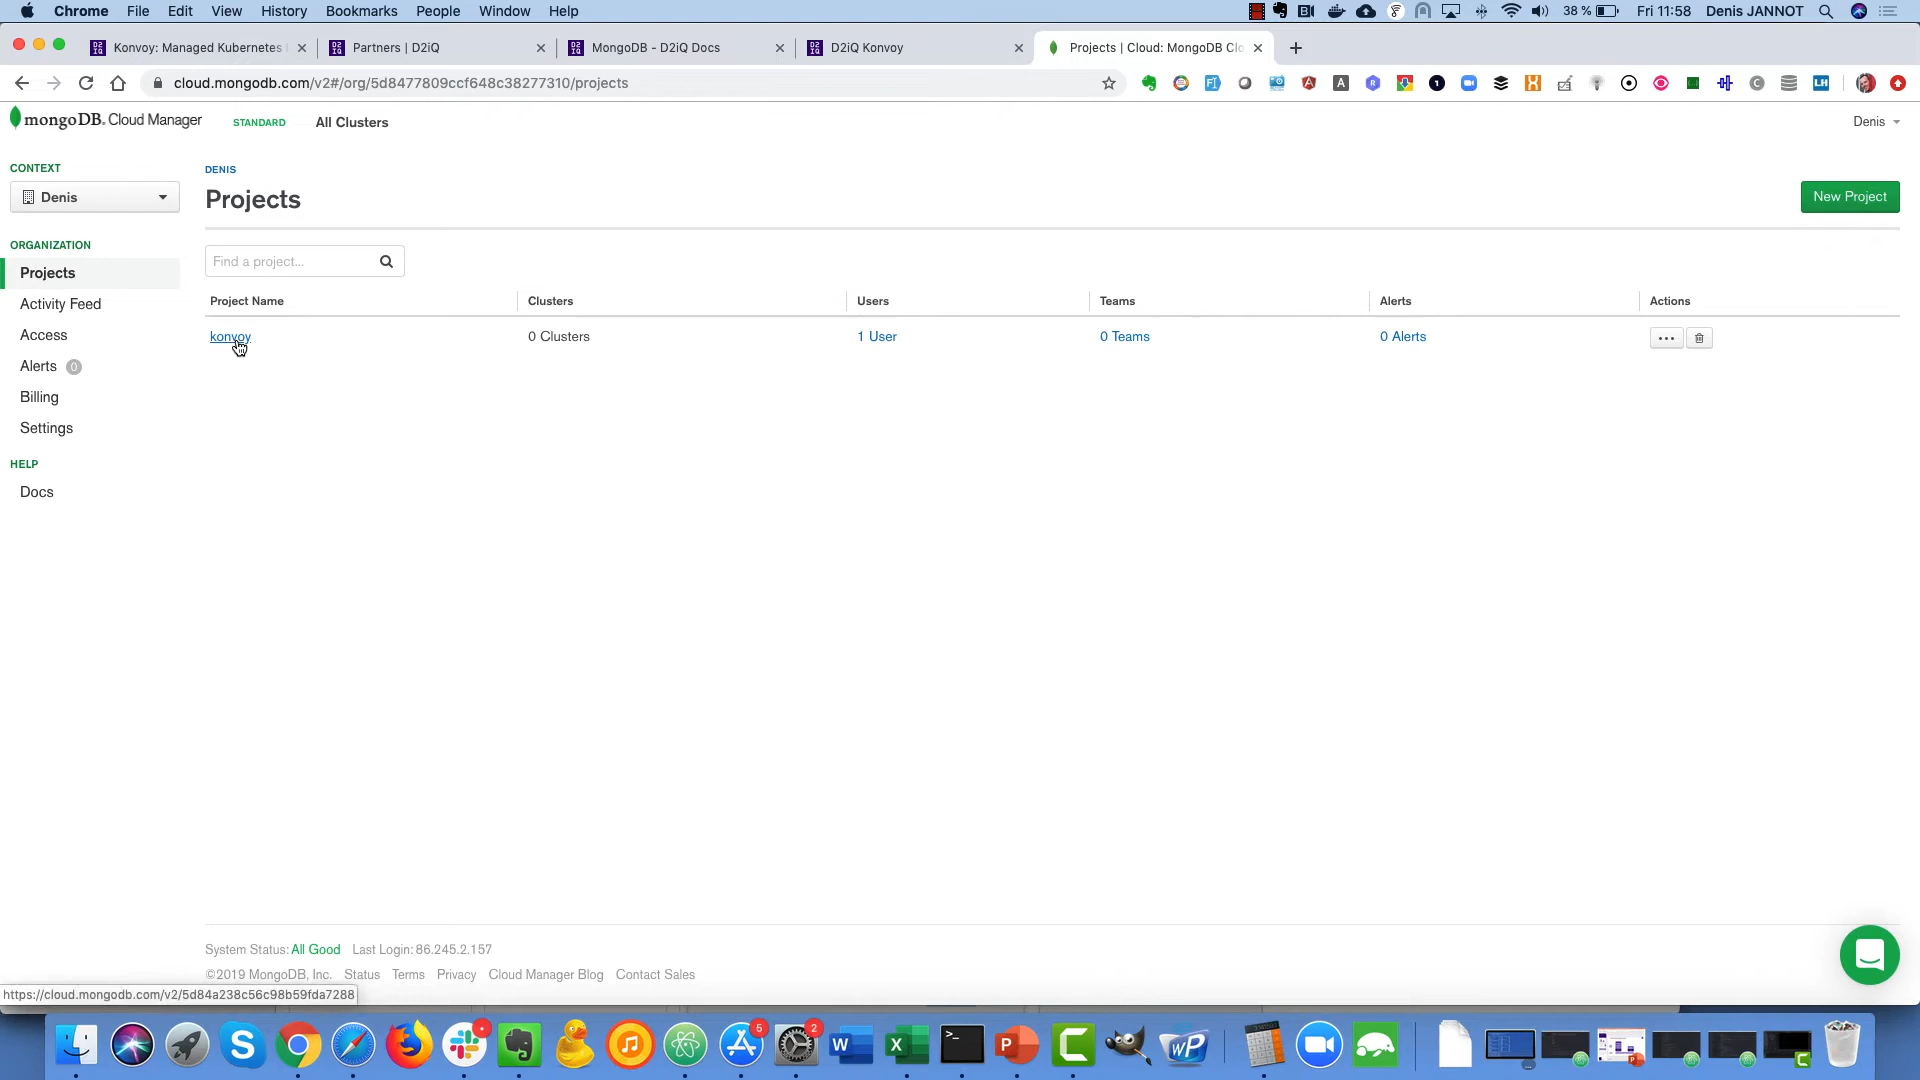 Chrome File Edit View History Bookmarks People Window Help 38 % Fri 11:58 Denis JANNOT
Konvoy: Managed Kubernetes
Partners | D2iQ
MongoDB - D2iQ Docs
D2iQ Konvoy
Projects | Cloud: MongoDB Clo
cloud.mongodb.com/v2#/org/5d8477809ccf648c38277310/projects
mongoDB. Cloud Manager STANDARD All Clusters Denis
CONTEXT
Denis
ORGANIZATION
Projects
Activity Feed
Access
Alerts 0
Billing
Settings
HELP
Docs
DENIS
Projects
New Project
Find a project...
Project Name Clusters Users Teams Alerts Actions
konvoy 0 Clusters 1 User 0 Teams 0 Alerts
System Status: All Good Last Login: 86.245.2.157
©2019 MongoDB, Inc. Status Terms Privacy Cloud Manager Blog Contact Sales
https://cloud.mongodb.com/v2/5d84a238c56c98b59fda7288
5 2